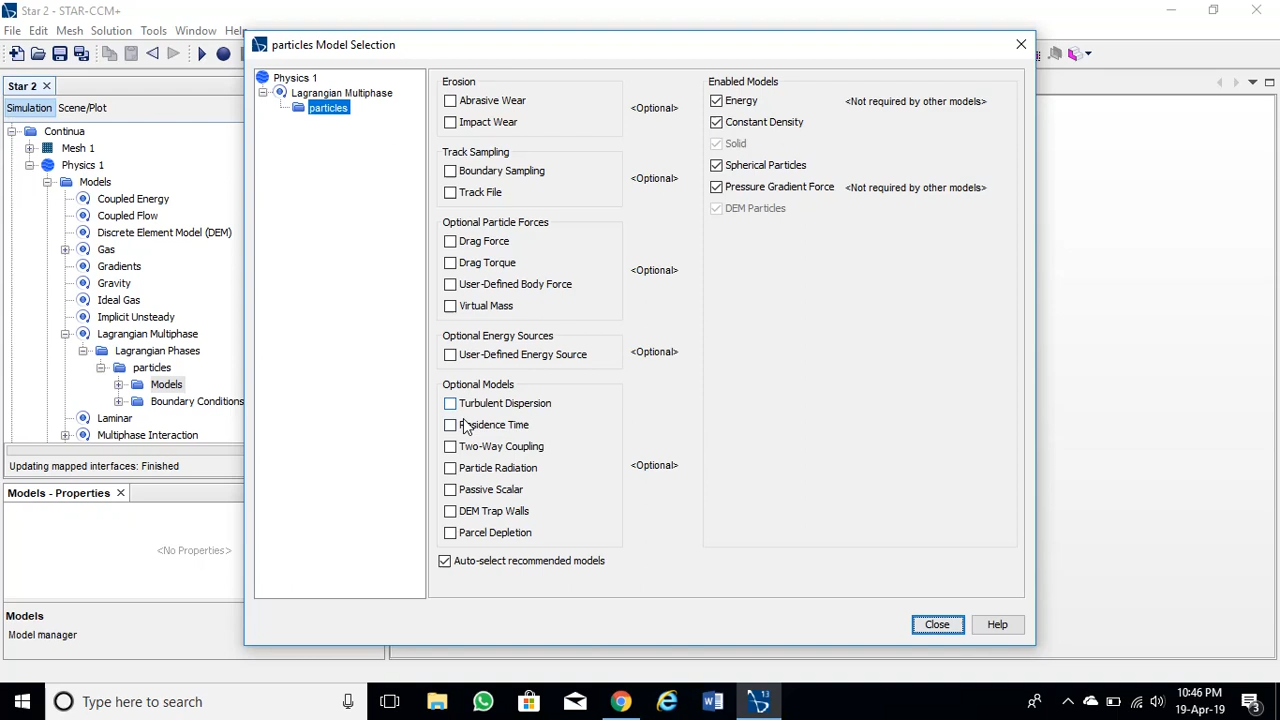 Star 2 - STAR-CCM+
File Edit Mesh Solution Tools Window
particles Model Selection
Star 2
Simulation Scene/Plot
Continua
Mesh 1
Physics 1
Models
Coupled Energy
Coupled Flow
Discrete Element Model (DEM)
Gas
Gradients
Gravity
Ideal Gas
Implicit Unsteady
Lagrangian Multiphase
Lagrangian Phases
particles
Models
Boundary Conditions
Laminar
Multiphase Interaction
Updating mapped interfaces: Finished
Models - Properties
<No Properties>
Models
Model manager
Physics 1
Lagrangian Multiphase
particles
Erosion
Abrasive Wear
Impact Wear
<Optional>
Track Sampling
Boundary Sampling
Track File
<Optional>
Optional Particle Forces
Drag Force
Drag Torque
User-Defined Body Force
Virtual Mass
<Optional>
Optional Energy Sources
User-Defined Energy Source
<Optional>
Optional Models
Turbulent Dispersion
Residence Time
Two-Way Coupling
Particle Radiation
Passive Scalar
DEM Trap Walls
Parcel Depletion
<Optional>
Auto-select recommended models
Enabled Models
Energy <Not required by other models>
Constant Density
Solid
Spherical Particles
Pressure Gradient Force <Not required by other models>
DEM Particles
Close Help
Type here to search
13
10:46 PM
19-Apr-19
3